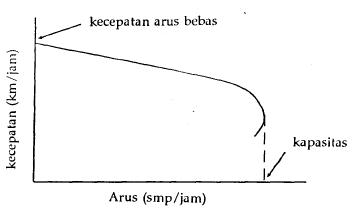 kecepatan arus bebas
kecepatan (km/jam)
kapasitas
Arus (smp/jam)